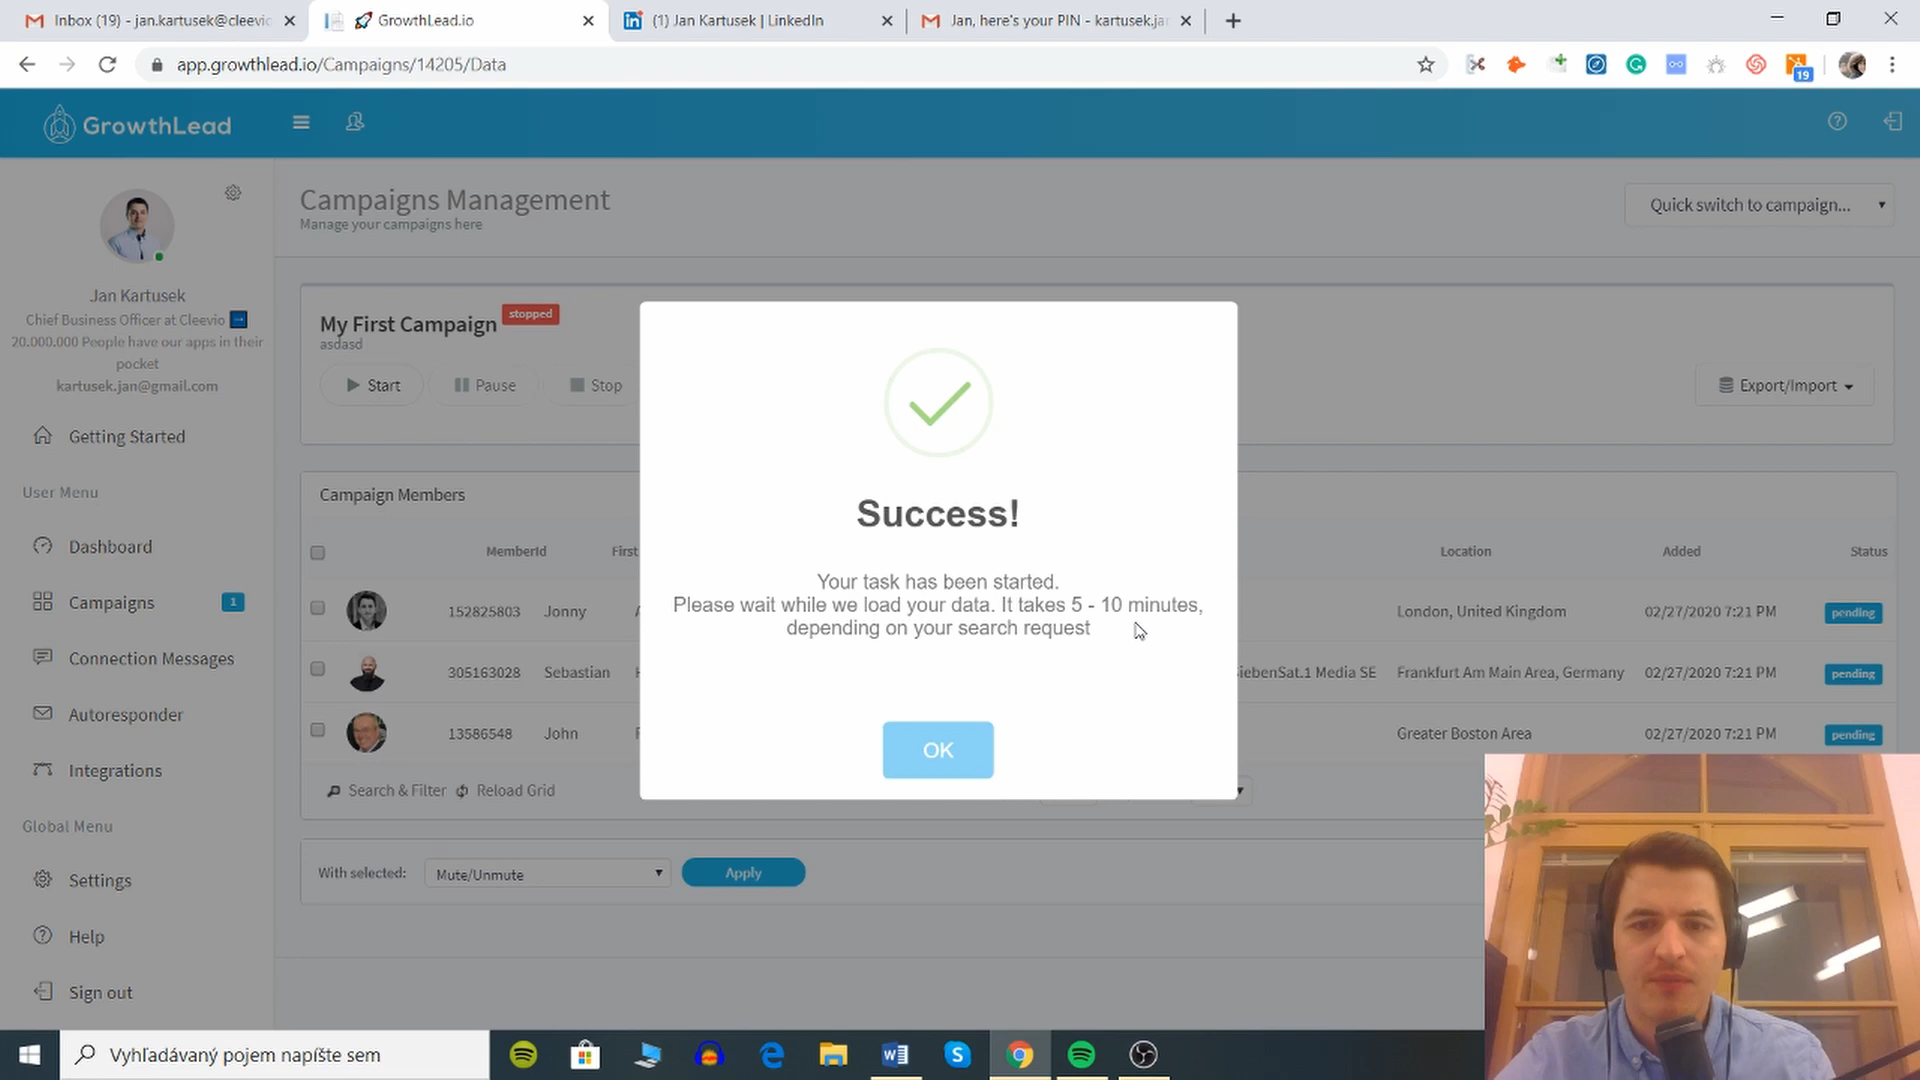 Inbox (19) - jan.kartusek@cleevio
GrowthLead.io
(1) Jan Kartusek | LinkedIn
Jan, here's your PIN - kartusek.ja
app.growthlead.io/Campaigns/14205/Data
19
GrowthLead
Jan Kartusek
Chief Business Officer at Cleevio
20.000.000 People have our apps in their
pocket
kartusek.jan@gmail.com
Getting Started
User Menu
Dashboard
Campaigns
1
Connection Messages
Autoresponder
Integrations
Global Menu
Settings
Help
Sign out
Campaigns Management
Manage your campaigns here
Quick switch to campaign...
My First Campaign
stopped
asdasd
Start
Pause
Stop
Export/Import
Campaign Members
MemberId
First
Location
Added
Status
152825803
Jonny
London, United Kingdom
02/27/2020 7:21 PM
pending
305163028
Sebastian
iebenSat.1 Media SE
Frankfurt Am Main Area, Germany
02/27/2020 7:21 PM
pending
13586548
John
Greater Boston Area
02/27/2020 7:21 PM
pending
Search & Filter
Reload Grid
With selected:
Mute/Unmute
Apply
Success!
Your task has been started.
Please wait while we load your data. It takes 5 - 10 minutes,
depending on your search request
OK
Vyhľadávaný pojem napíšte sem